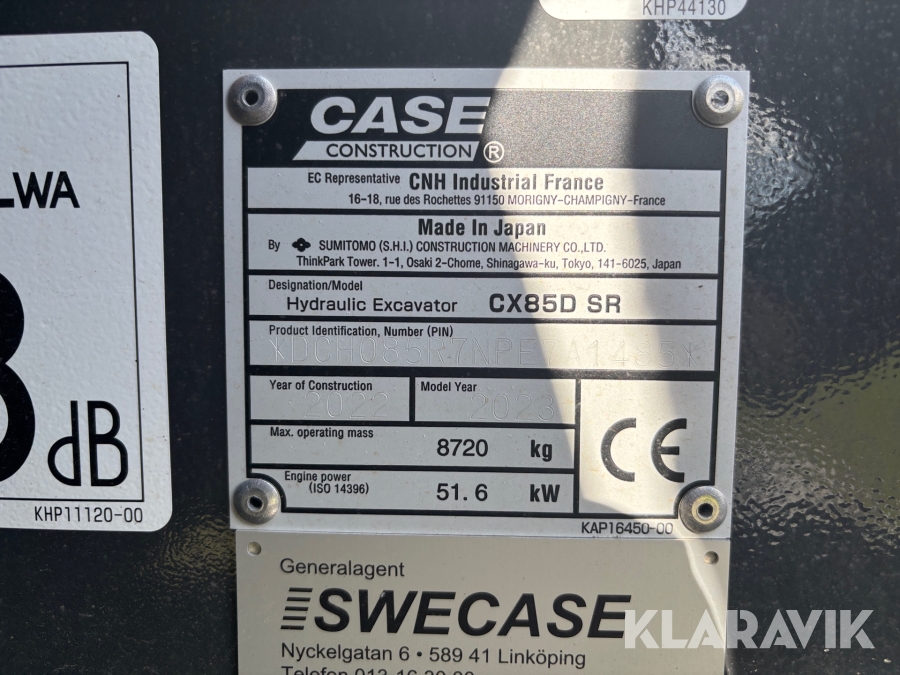 KHP44130
LWA
dB
KHP11120-00
CASE
CONSTRUCTION ®
EC Representative CNH Industrial France
16-18, rue des Rochettes 91150 MORIGNY-CHAMPIGNY-France
Made In Japan
By SUMITOMO (S.H.I.) CONSTRUCTION MACHINERY CO., LTD.
ThinkPark Tower. 1-1, Osaki 2-Chome, Shinagawa-ku, Tokyo, 141-6025, Japan
Designation/Model
Hydraulic Excavator CX85D SR
Product Identification, Number (PIN)
Year of Construction Model Year
2022 2023
Max. operating mass
8720 kg
Engine power
(ISO 14396) 51.6 kW
CE
KAP16450-00
Generalagent
SWECASE
Nyckelgatan 6 • 589 41 Linköping
Telefon
KLARAVIK